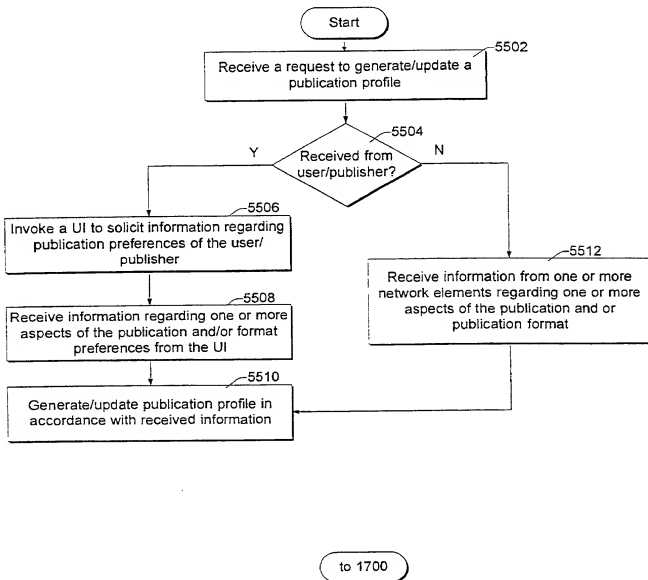 Start
5502
Receive a request to generate/update a
publication profile
5504
Y
Received from
user/publisher?
N
5506
Invoke a UI to solicit information regarding
publication preferences of the user/
publisher
5512
Receive information from one or more
network elements regarding one or more
aspects of the publication and or
publication format
5508
Receive information regarding one or more
aspects of the publication and/or format
preferences from the UI
5510
Generate/update publication profile in
accordance with received information
to 1700